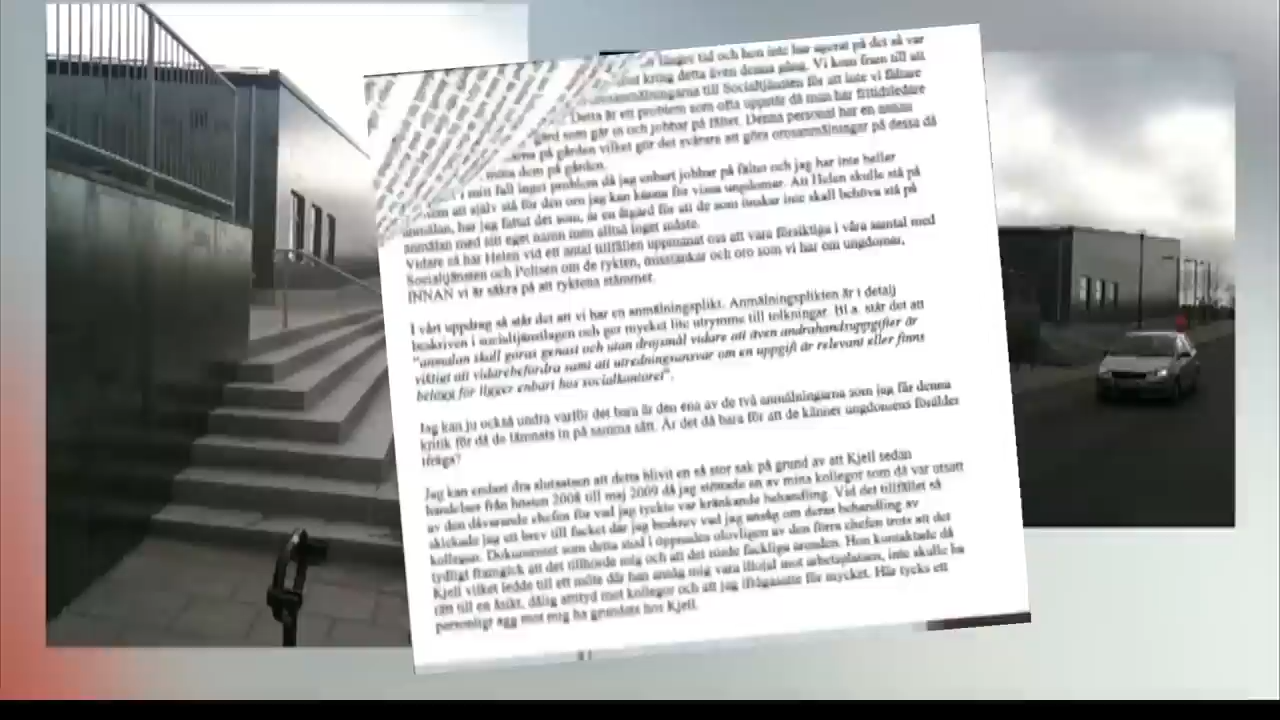 länger tid och hon inte har agerat på det så var
kring detta även denna gång. Vi kom fram till att
till Socialtjänsten för att inte vi fältare
Detta är ett problem som ofta uppstår då man har fritidsledare
som går ut och jobbar på fältet. Denna personal har en annan
på gården vilket gör det svårare att göra orosanmälningar på dessa då
möta dem på gården.
i mitt fall inget problem då jag enbart jobbar på fältet och jag har inte heller
om att själv stå för den oro jag kan känna för vissa ungdomar. Att Helen skulle stå på
anmälan, har jag fattat det som, är en åtgärd för att de som önskar inte skall behöva stå på
anmälan med sitt eget namn men alltså inget måste.
Vidare så har Helen vid ett antal tillfällen uppmanat oss att vara försiktiga i våra samtal med
Socialtjänsten och Polisen om de rykten, misstankar och oro som vi har om ungdomar,
INNAN vi är säkra på att ryktena stämmer.
I vårt uppdrag så står det att vi har en anmälningsplikt. Anmälningsplikten är i detalj
beskriven i socialtjänstlagen och ger mycket lite utrymme till tolkningar. Bl a. står det att
"anmälan skall göras genast och utan dröjsmål vidare att även andrahandsuppgifter är
viktigt att vidarebefordra samt att utredningsansvar om en uppgift är relevant eller finns
belägg för ligger enbart hos socialkontoret".
Jag kan ju också undra varför det bara är den ena av de två anmälningarna som jag får denna
kritik för då de lämnats in på samma sätt. Är det då bara för att de känner ungdomens förälder
ifråga?
Jag kan endast dra slutsatsen att detta blivit en så stor sak på grund av att Kjell sedan
händelser från hösten 2008 till maj 2009 då jag stöttade en av mina kollegor som då var utsatt
av den dåvarande chefen för vad jag tyckte var kränkande behandling. Vid det tillfället så
skickade jag ett brev till facket där jag beskrev vad jag ansåg om deras behandling av
kollegan. Dokumentet som detta stod i öppnades olovligen av den förra chefen trots att det
tydligt framgick att det tillhörde mig och att det rörde fackliga ärenden. Hon kontaktade då
Kjell vilket ledde till ett möte där han ansåg mig vara illojal mot arbetsplatsen, inte skulle ha
rätt till en åsikt, dålig attityd mot kollegor och att jag ifrågasatte för mycket. Här tycks ett
personligt agg mot mig ha grundats hos Kjell.